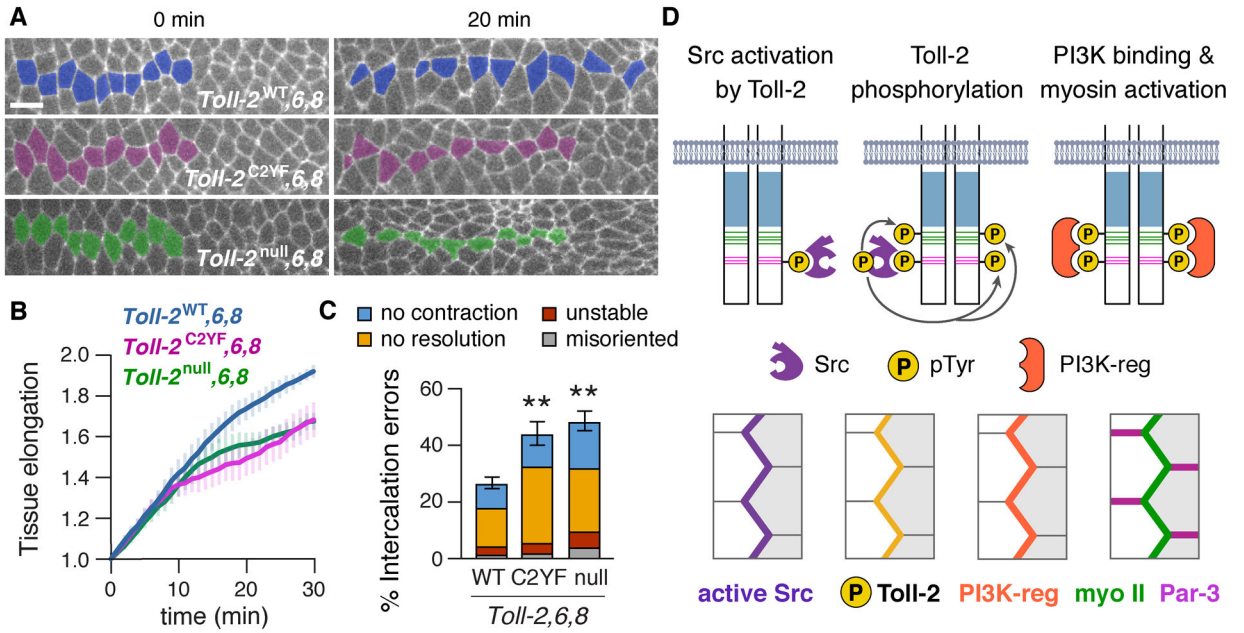 A
0 min
20 min
Toll-2WT,6,8
Toll-2C2YF,6,8
Toll-2null,6,8
B
Toll-2WT,6,8
Toll-2C2YF,6,8
Toll-2null,6,8
Tissue elongation
2.0
1.8
1.6
1.4
1.2
1.0
0
10
20
30
time (min)
C
no contraction
unstable
no resolution
misoriented
% Intercalation errors
60
40
20
0
**
**
WT C2YF null
Toll-2,6,8
D
Src activation
by Toll-2
Toll-2
phosphorylation
PI3K binding &
myosin activation
P
Src
P
P
P
P
P
Src
P
P
P
P
Src
P pTyr
PI3K-reg
active Src
P Toll-2
PI3K-reg
myo II
Par-3